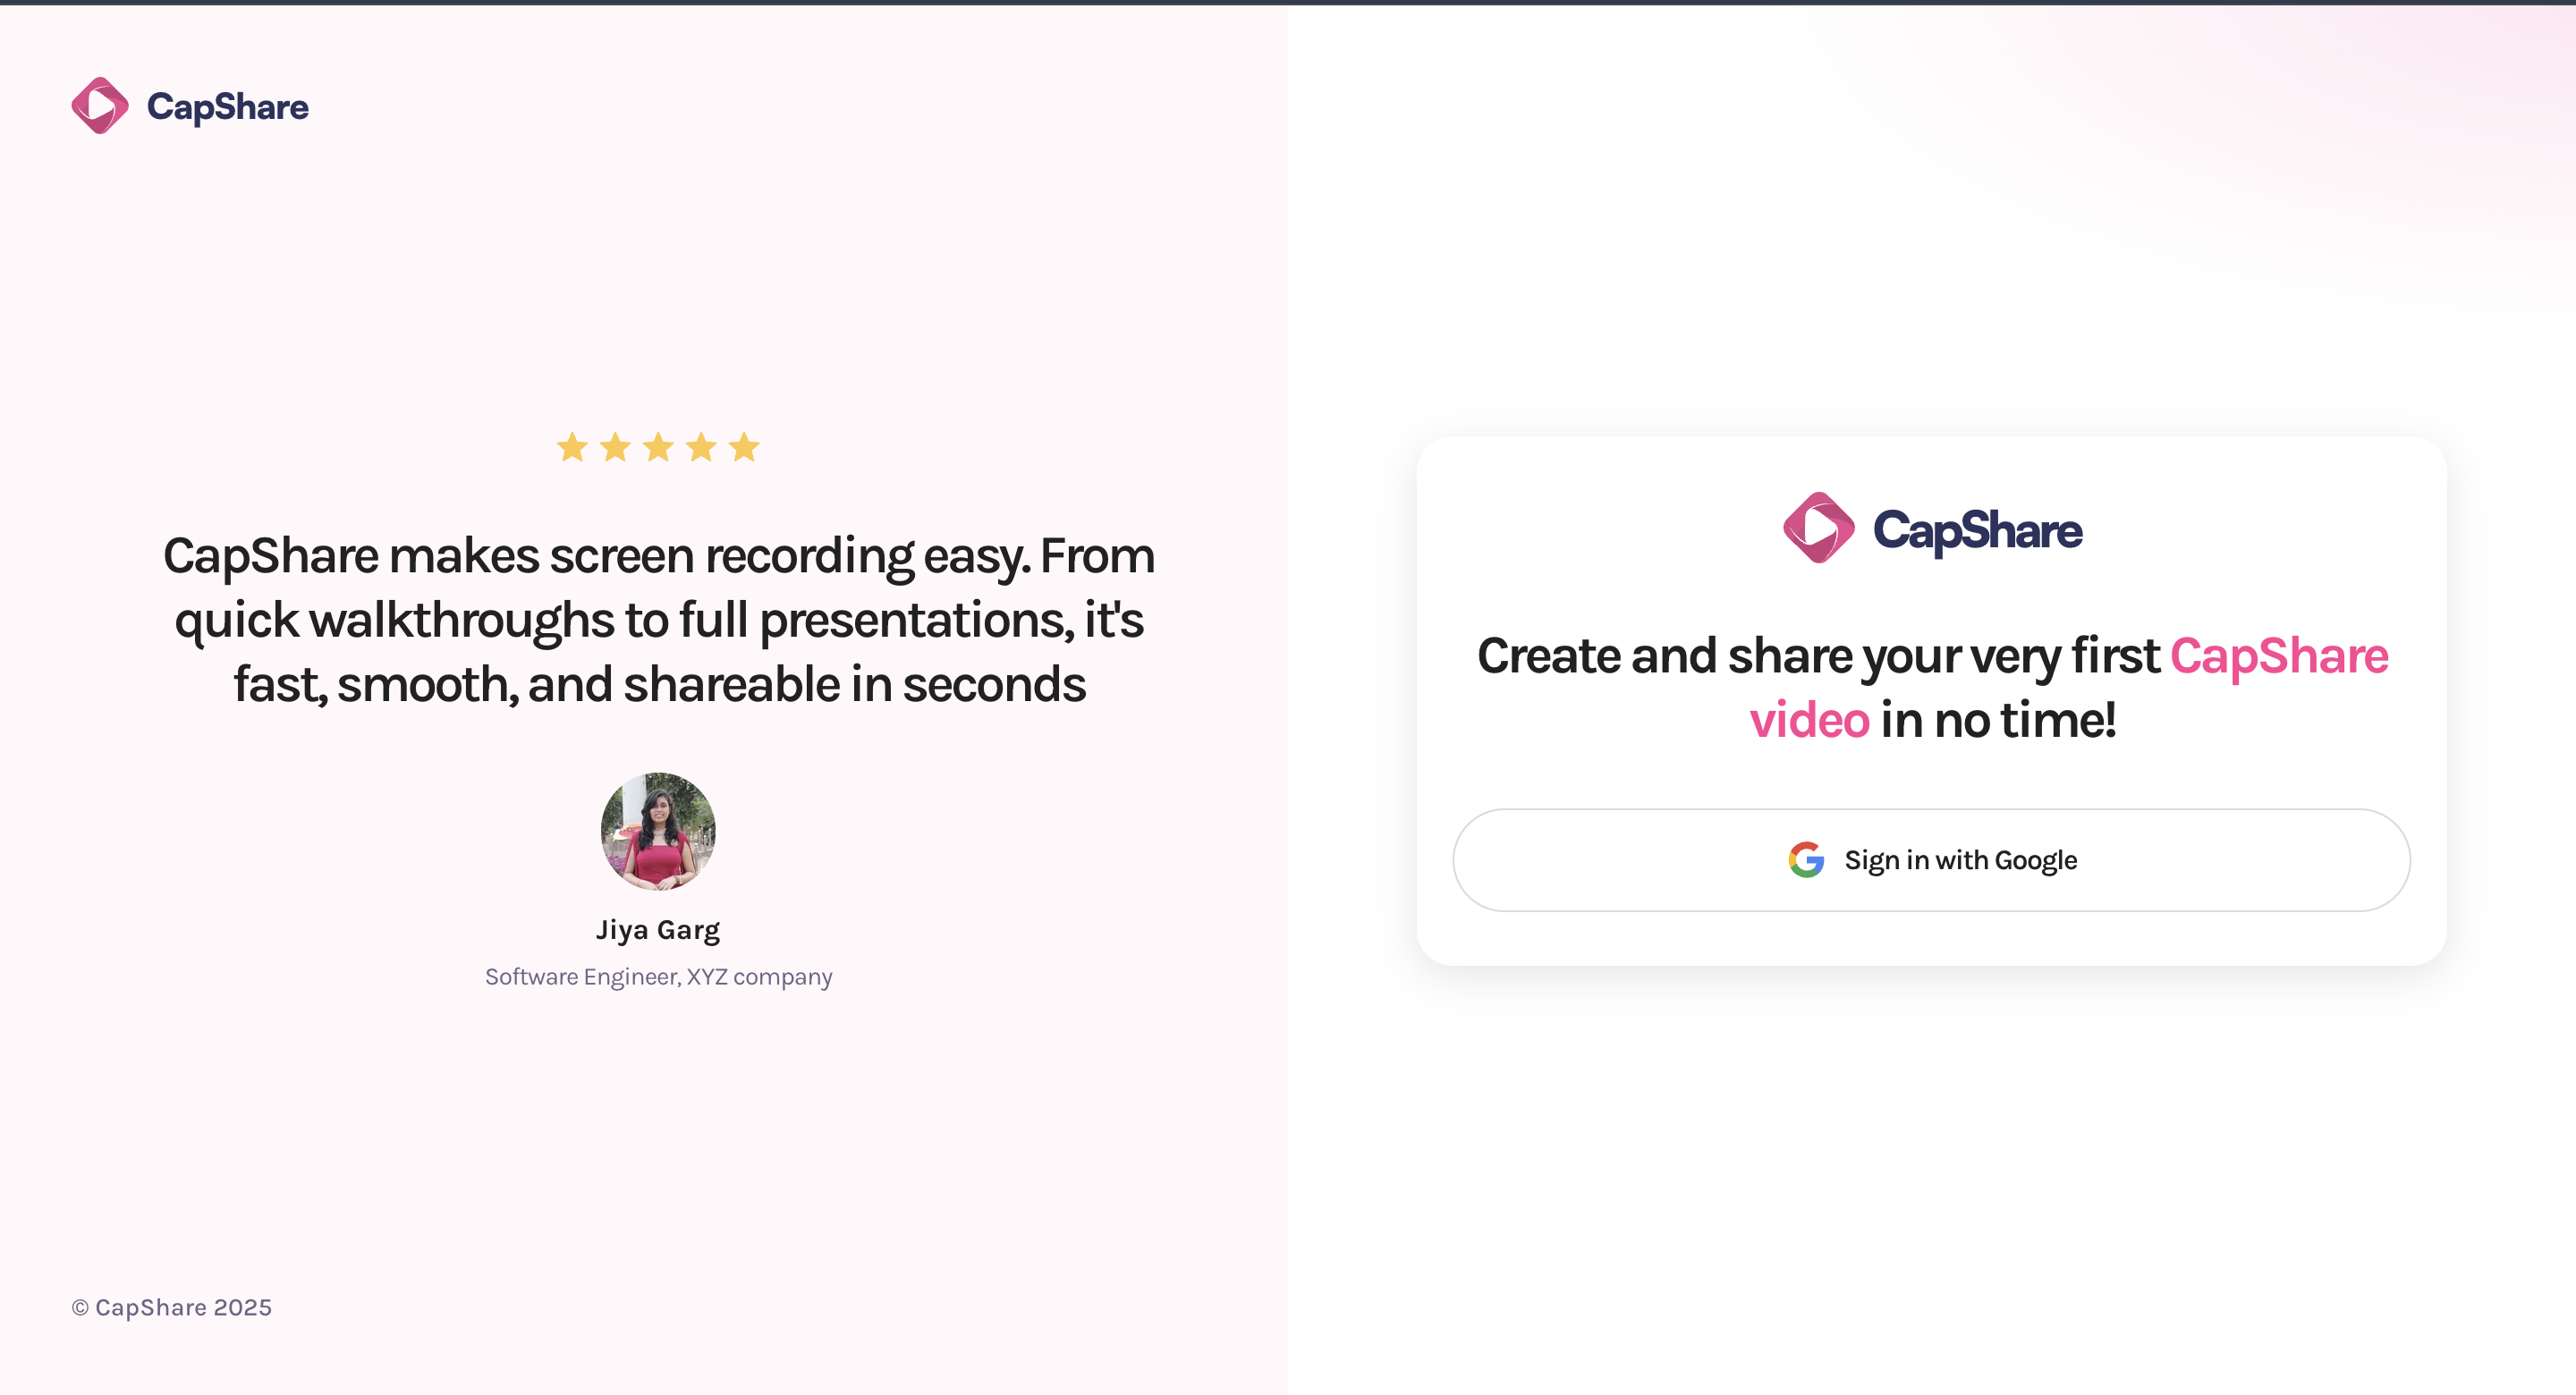 CapShare
CapShare makes screen recording easy. From
quick walkthroughs to full presentations, it's
fast, smooth, and shareable in seconds
Jiya Garg
Software Engineer, XYZ company
© CapShare 2025
CapShare
Create and share your very first CapShare
video in no time!
Sign in with Google